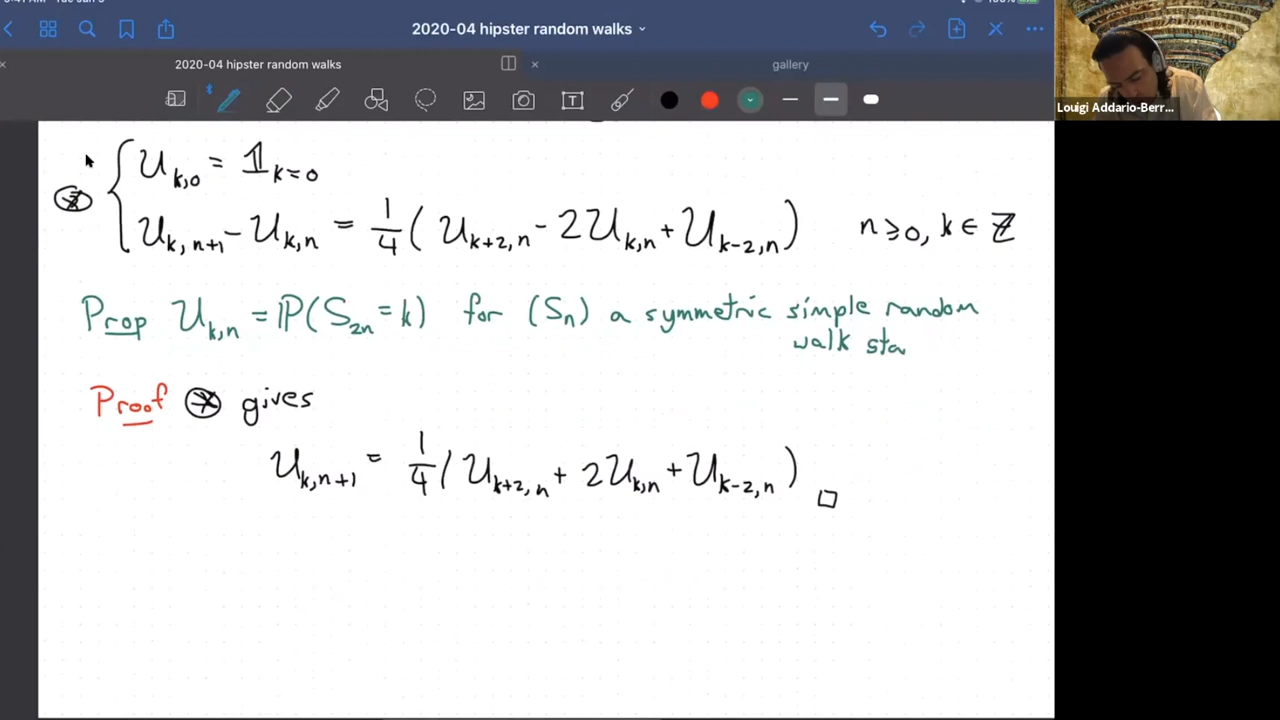 2020-04 hipster random walks
2020-04 hipster random walks
gallery
T
Louigi Addario-Berr...
U_{k,0} = 𝟙_{k=0}
⊛
U_{k,n+1} - U_{k,n} = 1/4 ( U_{k+2,n} - 2U_{k,n} + U_{k-2,n} ) n ≥ 0, k ∈ ℤ
Prop U_{k,n} = ℙ(S_{2n} = k) for (S_n) a symmetric simple random
walk sta
Proof ⊛ gives
U_{k,n+1} = 1/4 ( U_{k+2,n} + 2U_{k,n} + U_{k-2,n} ) □